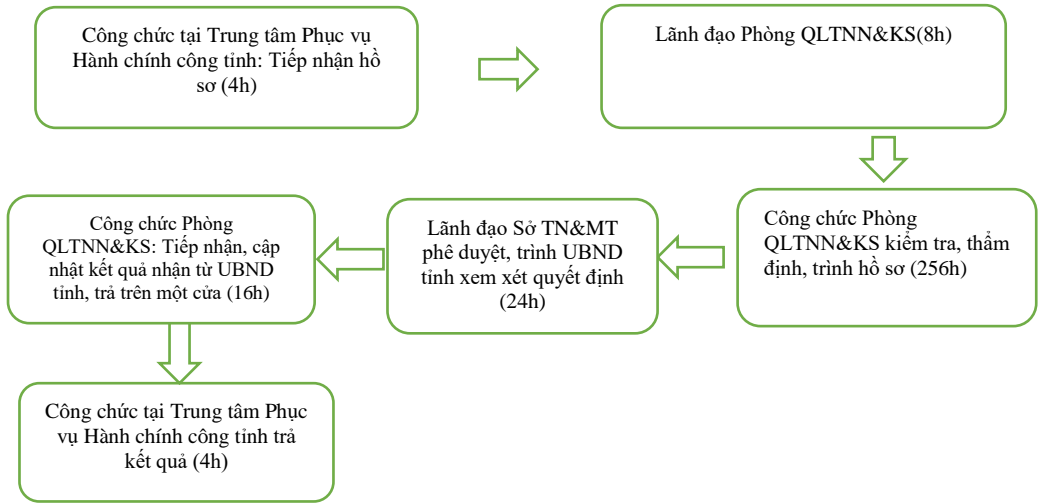 Công chức tại Trung tâm Phục vụ
Hành chính công tỉnh: Tiếp nhận hồ
sơ (4h)
Lãnh đạo Phòng QLTNN&KS(8h)
Công chức Phòng
QLTNN&KS kiểm tra, thẩm
định, trình hồ sơ (256h)
Lãnh đạo Sở TN&MT
phê duyệt, trình UBND
tỉnh xem xét quyết định
(24h)
Công chức Phòng
QLTNN&KS: Tiếp nhận, cập
nhật kết quả nhận từ UBND
tỉnh, trả trên một cửa (16h)
Công chức tại Trung tâm Phục
vụ Hành chính công tỉnh trả
kết quả (4h)